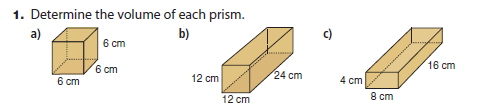 1. Determine the volume of each prism.
a) b) c)
6 cm
6 cm
6 cm
12 cm
24 cm
12 cm
4 cm
16 cm
8 cm